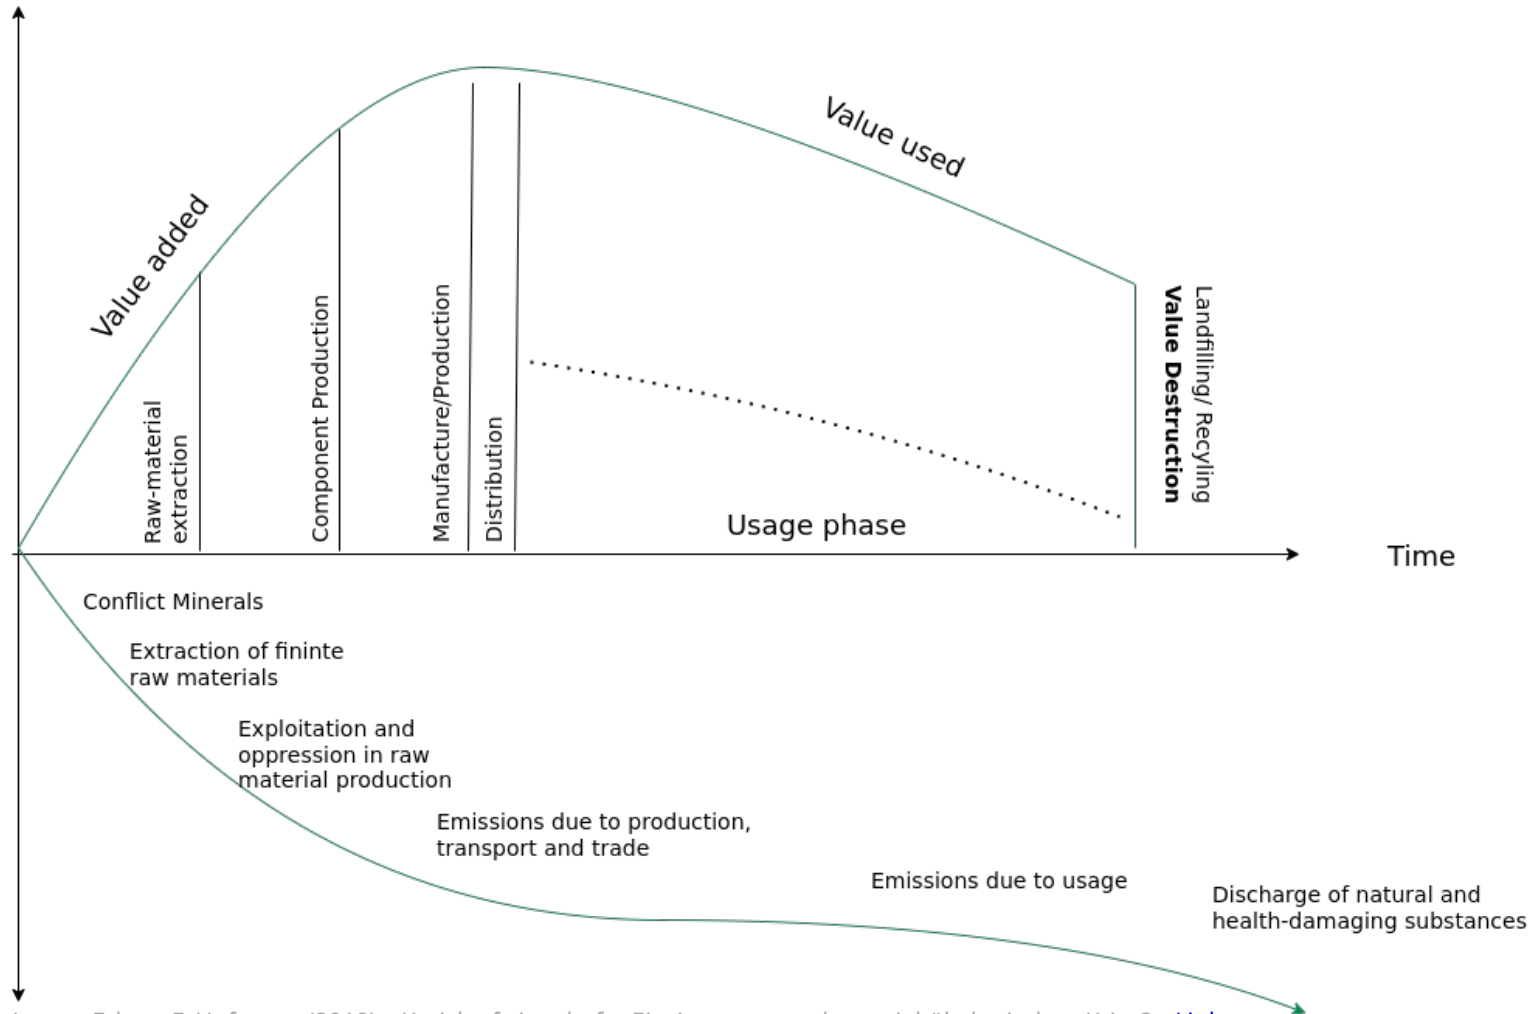 Value added
Value used
Raw-material
extraction
Component Production
Manufacture/Production
Distribution
Usage phase
Landfilling/ Recyling
Value Destruction
Time
Conflict Minerals
Extraction of fininte
raw materials
Exploitation and
oppression in raw
material production
Emissions due to production,
transport and trade
Emissions due to usage
Discharge of natural and
health-damaging substances